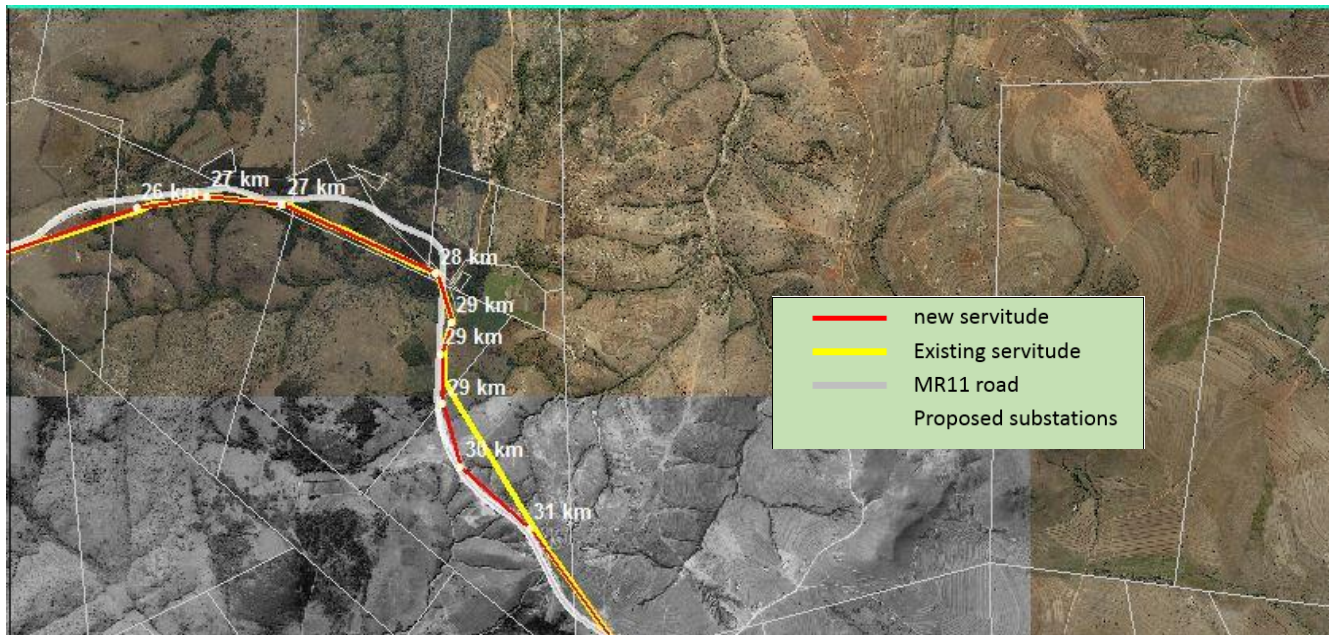 26 km
27 km
27 km
28 km
29 km
29 km
29 km
30 km
31 km
new servitude
Existing servitude
MR11 road
Proposed substations